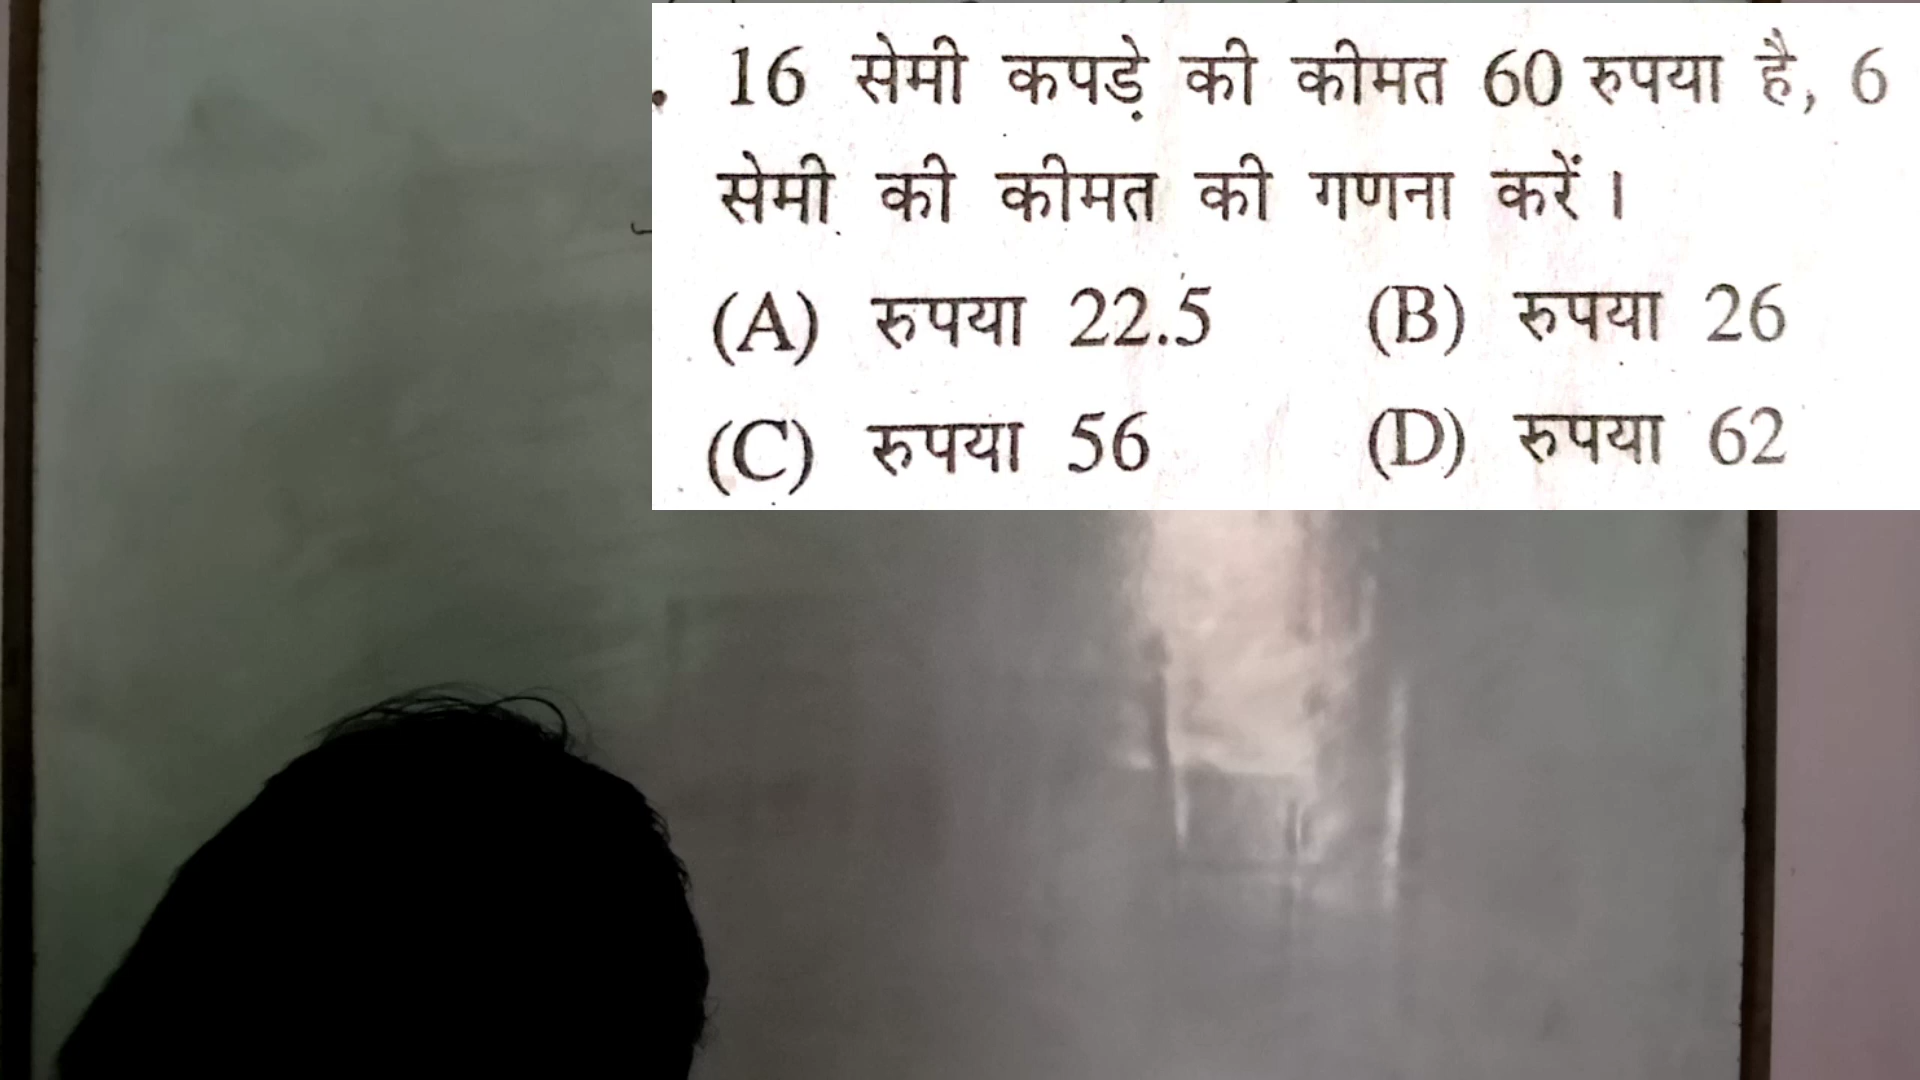 . 16 सेमी कपड़े की कीमत 60 रुपया है, 6
सेमी की कीमत की गणना करें।
(A) रुपया 22.5 (B) रुपया 26
(C) रुपया 56 (D) रुपया 62